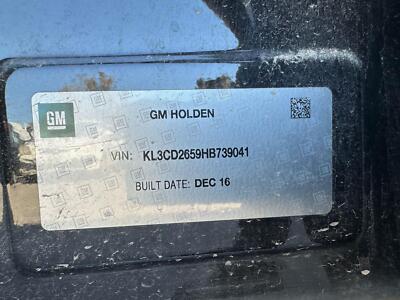 GM
GM HOLDEN
VIN: KL3CD2659HB739041
BUILT DATE: DEC 16